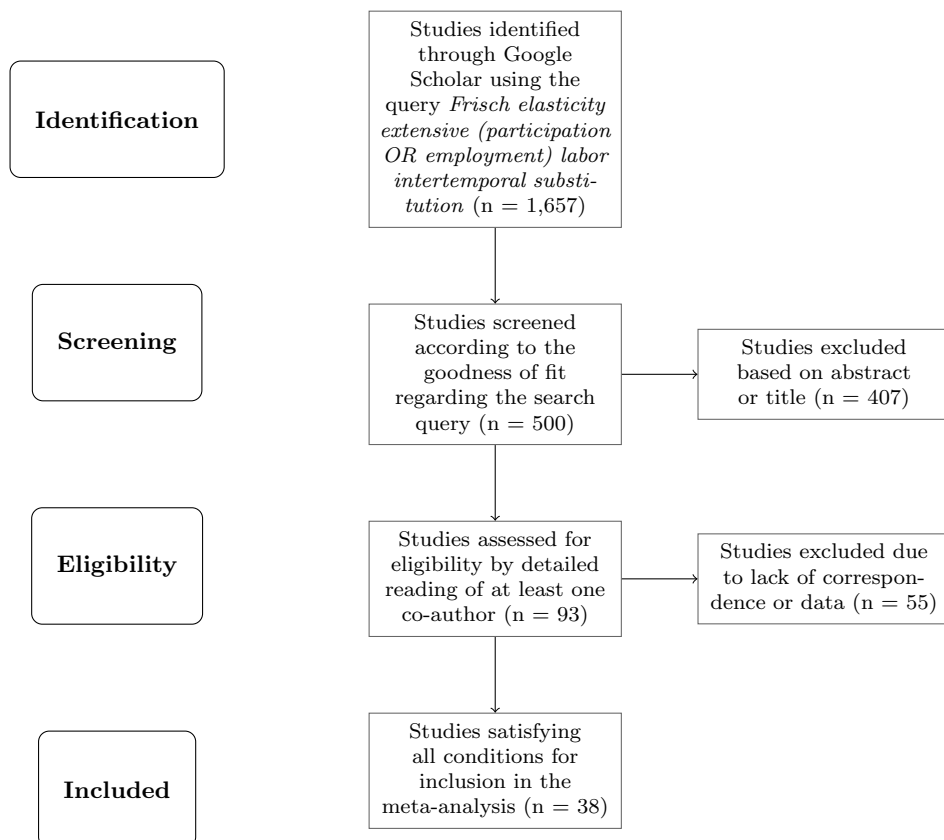 Identification
Studies identified
through Google
Scholar using the
query Frisch elasticity
extensive (participation
OR employment) labor
intertemporal substi-
tution (n = 1,657)
Screening
Studies screened
according to the
goodness of fit
regarding the search
query (n = 500)
Studies excluded
based on abstract
or title (n = 407)
Eligibility
Studies assessed for
eligibility by detailed
reading of at least one
co-author (n = 93)
Studies excluded due
to lack of correspon-
dence or data (n = 55)
Included
Studies satisfying
all conditions for
inclusion in the
meta-analysis (n = 38)